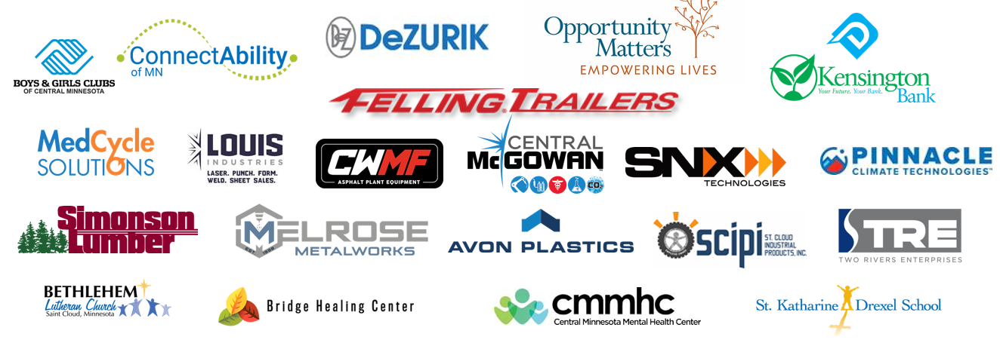 BOYS & GIRLS CLUBS
OF CENTRAL MINNESOTA
ConnectAbility
of MN
DeZ
DeZURIK
Opportunity
Matters
EMPOWERING LIVES
Kensington
Your Future. Your Bank.
Bank
FELLING TRAILERS
MedCycle
SOLUTIONS
LOUIS
INDUSTRIES
LASER. PUNCH. FORM.
WELD. SHEET SALES.
CWMF
ASPHALT PLANT EQUIPMENT
CENTRAL
McGOWAN
CO2
SNX
TECHNOLOGIES
PINNACLE
CLIMATE TECHNOLOGIES™
Simonson
Lumber
MELROSE
METALWORKS
AVON PLASTICS
scipi
ST. CLOUD
INDUSTRIAL
PRODUCTS, INC.
STRE
TWO RIVERS ENTERPRISES
BETHLEHEM
Lutheran Church
Saint Cloud, Minnesota
Bridge Healing Center
cmmhc
Central Minnesota Mental Health Center
St. Katharine Drexel School